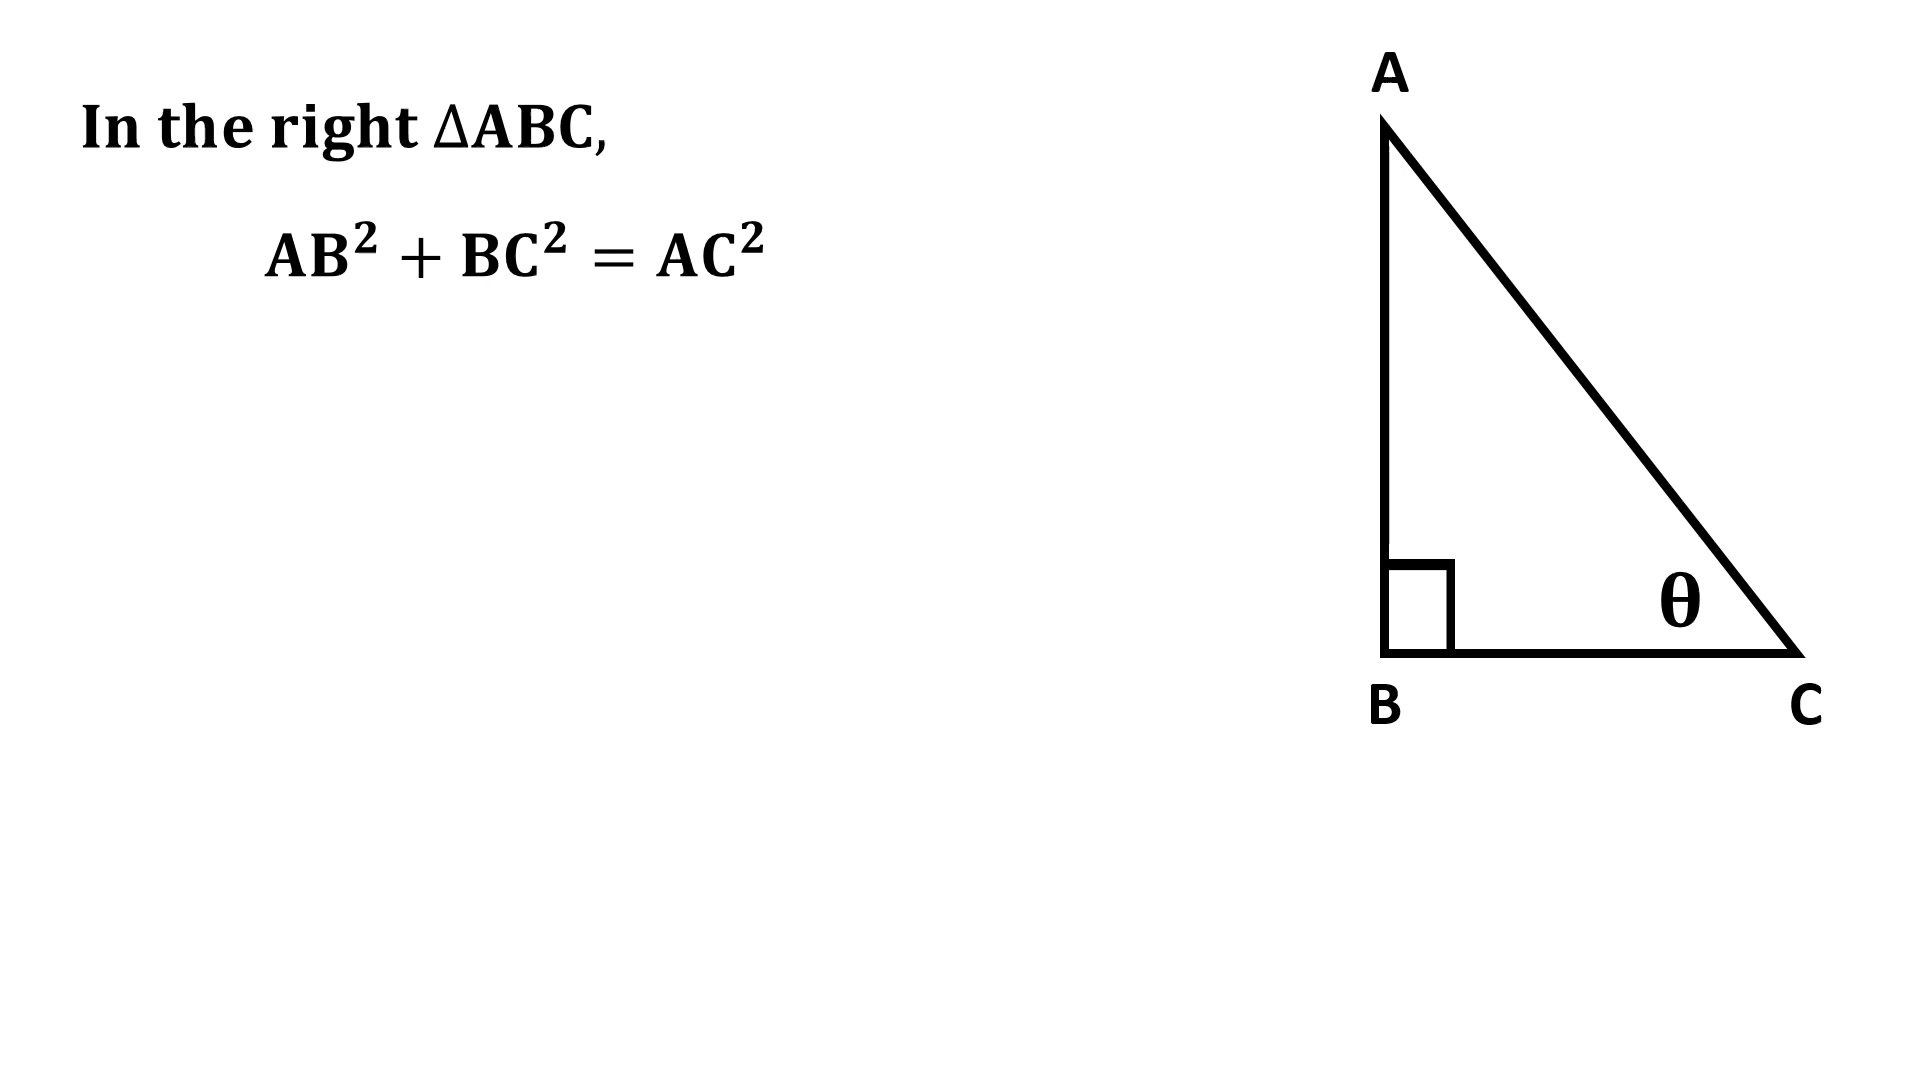 In the right ΔABC,
AB² + BC² = AC²
A
θ
B
C